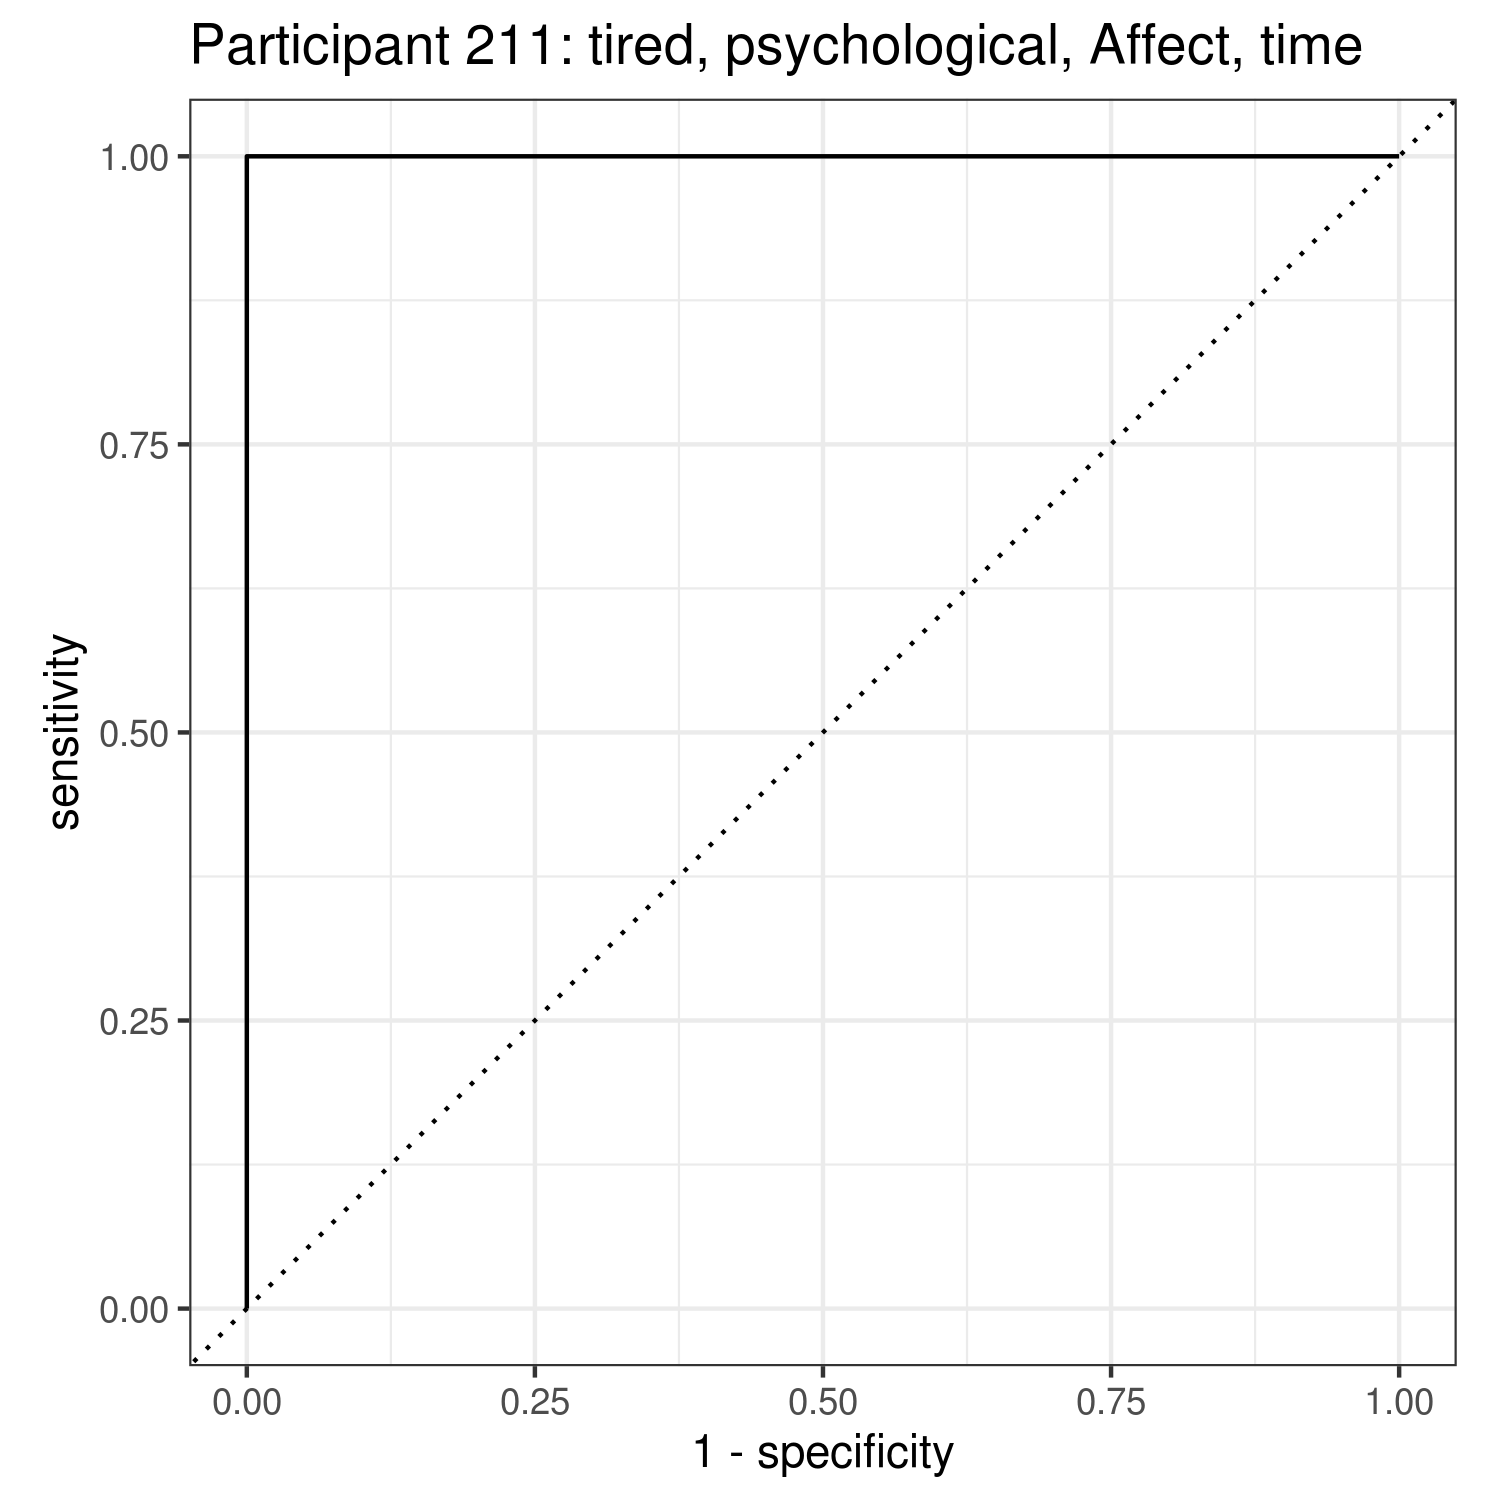 Participant 211: tired, psychological, Affect, time
1.00
0.75
0.50
0.25
0.00
sensitivity
0.00 0.25 0.50 0.75 1.00
1 - specificity